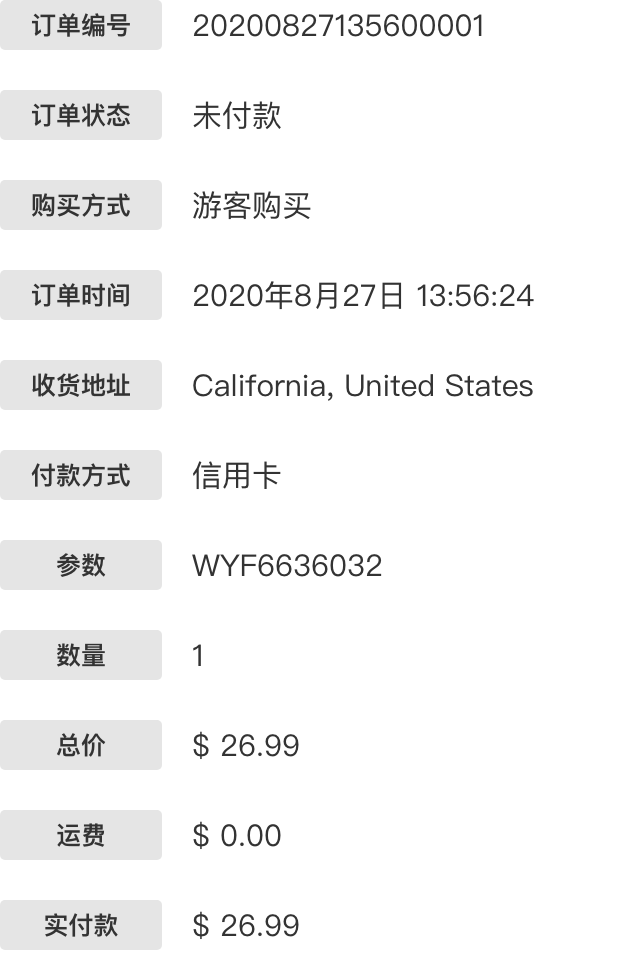 订单编号 20200827135600001
订单状态 未付款
购买方式 游客购买
订单时间 2020年8月27日 13:56:24
收货地址 California, United States
付款方式 信用卡
参数 WYF6636032
数量 1
总价 $ 26.99
运费 $ 0.00
实付款 $ 26.99